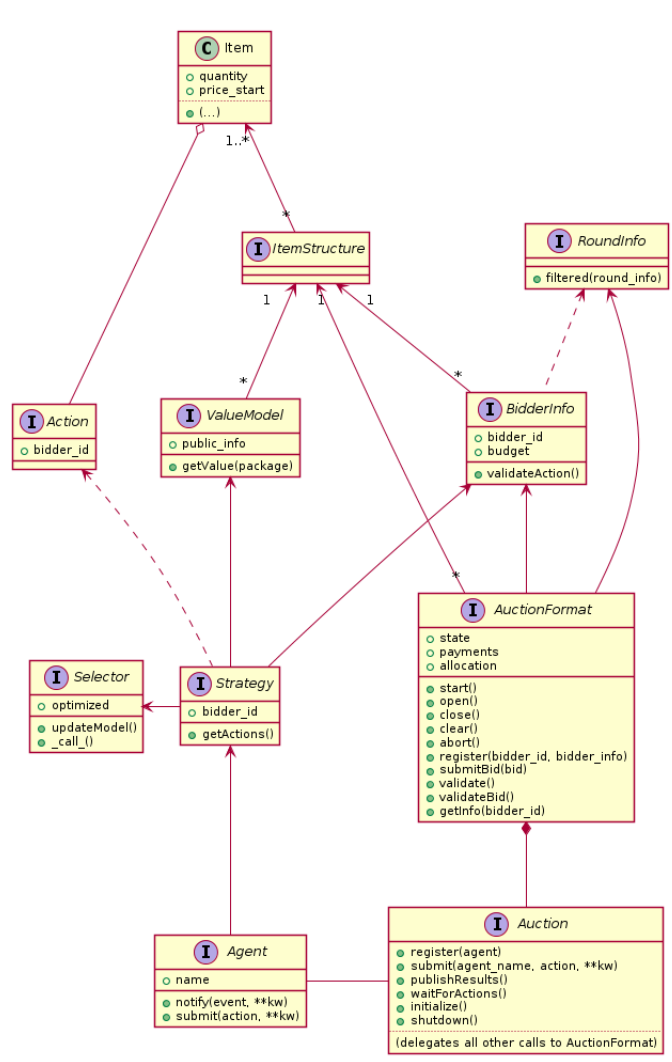 C Item
quantity
price_start
(...)
1..*
*
I ItemStructure
I RoundInfo
filtered(round_info)
1
1
1
*
*
I Action
bidder_id
I ValueModel
public_info
getValue(package)
I BidderInfo
bidder_id
budget
validateAction()
*
I AuctionFormat
state
payments
allocation
start()
open()
close()
clear()
abort()
register(bidder_id, bidder_info)
submitBid(bid)
validate()
validateBid()
getInfo(bidder_id)
I Selector
optimized
updateModel()
_call_()
I Strategy
bidder_id
getActions()
I Agent
name
notify(event, **kw)
submit(action, **kw)
I Auction
register(agent)
submit(agent_name, action, **kw)
publishResults()
waitForActions()
initialize()
shutdown()
(delegates all other calls to AuctionFormat)